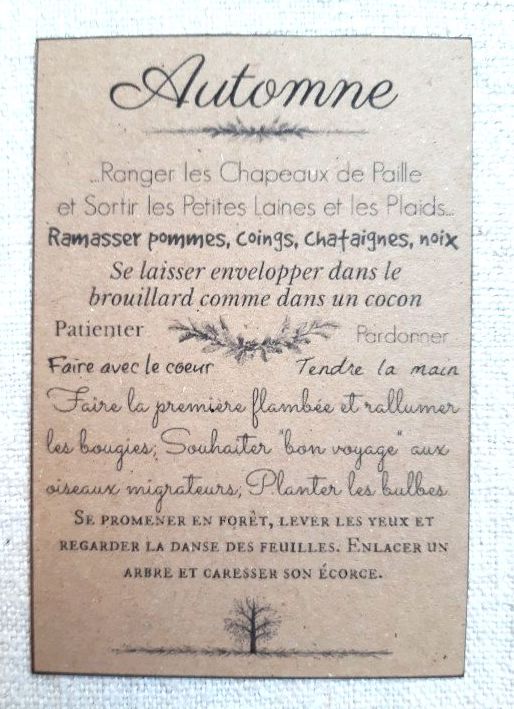 Automne
...Ranger les Chapeaux de Paille
et Sortir les Petites Laines et les Plaids...
Ramasser pommes, Coings, Chataignes, noix
Se laisser envelopper dans le
brouillard comme dans un cocon
Patienter Pardonner
Faire avec le coeur Tendre la main
Faire la première flambée et rallumer
les bougies, Souhaiter "bon voyage" aux
oiseaux migrateurs, Planter les bulbes
Se promener en forêt, lever les yeux et
regarder la danse des feuilles. Enlacer un
arbre et caresser son écorce.